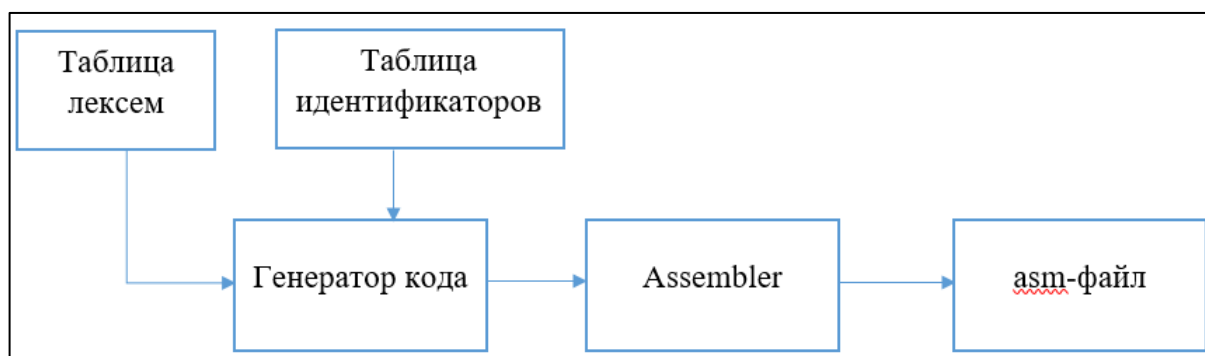 Таблица
лексем
Таблица
идентификаторов
Генератор кода
Assembler
asm-файл